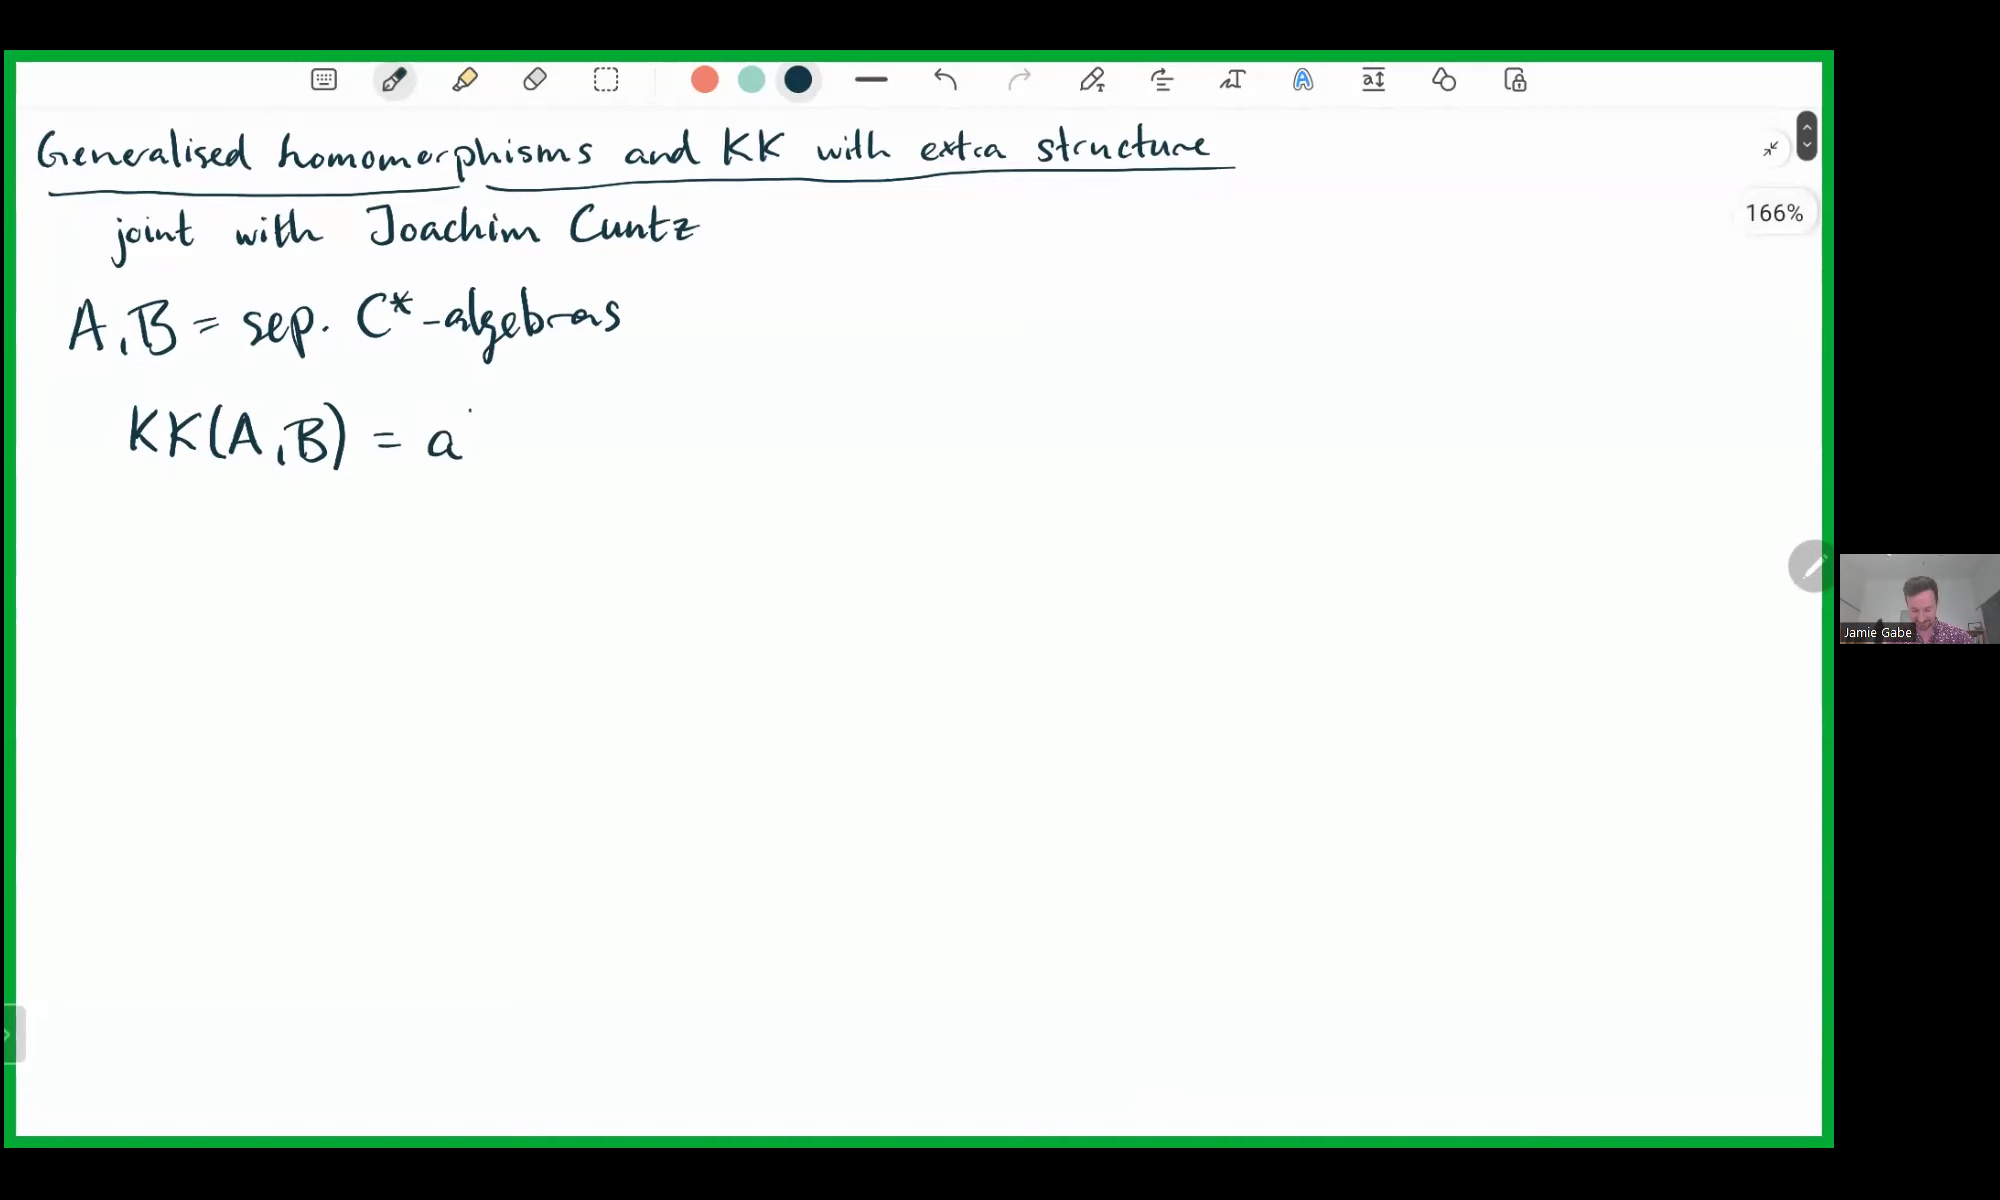 Generalised homomorphisms and KK with extra structure
166%
joint with Joachim Cuntz
A, B = sep. C*-algebras
KK(A, B) = a
Jamie Gabe